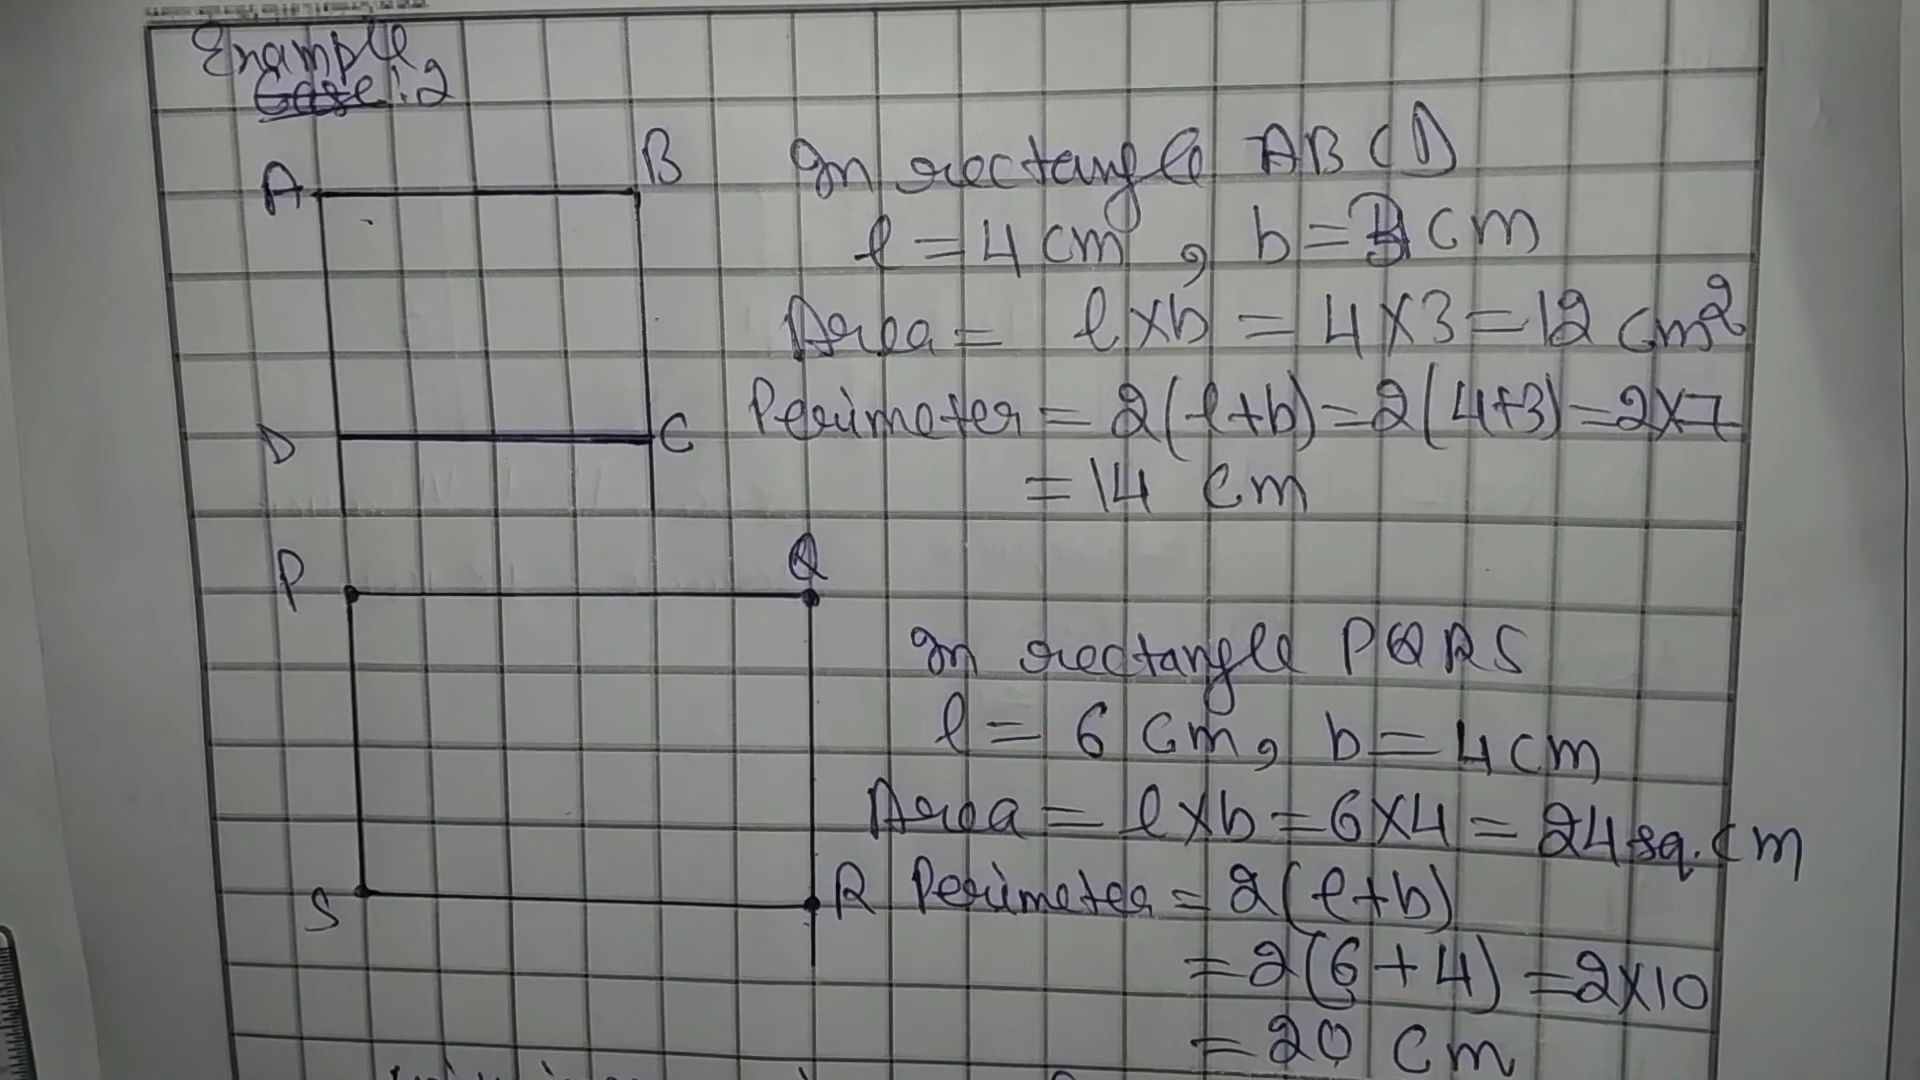 Example
Case:2
A B
In rectangle ABCD
l = 4 cm, b = 3 cm
Area = l×b = 4×3 = 12 cm²
Perimeter = 2(l+b) = 2(4+3) = 2×7
D C
= 14 cm
P Q
In rectangle PQRS
l = 6 cm, b = 4 cm
Area = l×b = 6×4 = 24 sq.cm
S R Perimeter = 2(l+b)
= 2(6+4) = 2×10
= 20 cm